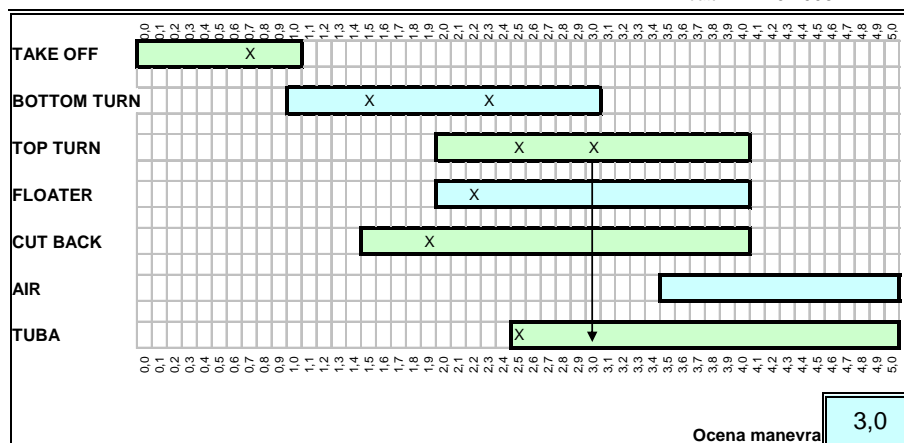 0,0 0,1 0,2 0,3 0,4 0,5 0,6 0,7 0,8 0,9 1,0 1,1 1,2 1,3 1,4 1,5 1,6 1,7 1,8 1,9 2,0 2,1 2,2 2,3 2,4 2,5 2,6 2,7 2,8 2,9 3,0 3,1 3,2 3,3 3,4 3,5 3,6 3,7 3,8 3,9 4,0 4,1 4,2 4,3 4,4 4,5 4,6 4,7 4,8 4,9 5,0
TAKE OFF X
BOTTOM TURN X X
TOP TURN X X
FLOATER X
CUT BACK X
AIR
TUBA X
0,0 0,1 0,2 0,3 0,4 0,5 0,6 0,7 0,8 0,9 1,0 1,1 1,2 1,3 1,4 1,5 1,6 1,7 1,8 1,9 2,0 2,1 2,2 2,3 2,4 2,5 2,6 2,7 2,8 2,9 3,0 3,1 3,2 3,3 3,4 3,5 3,6 3,7 3,8 3,9 4,0 4,1 4,2 4,3 4,4 4,5 4,6 4,7 4,8 4,9 5,0
Ocena manevra 3,0